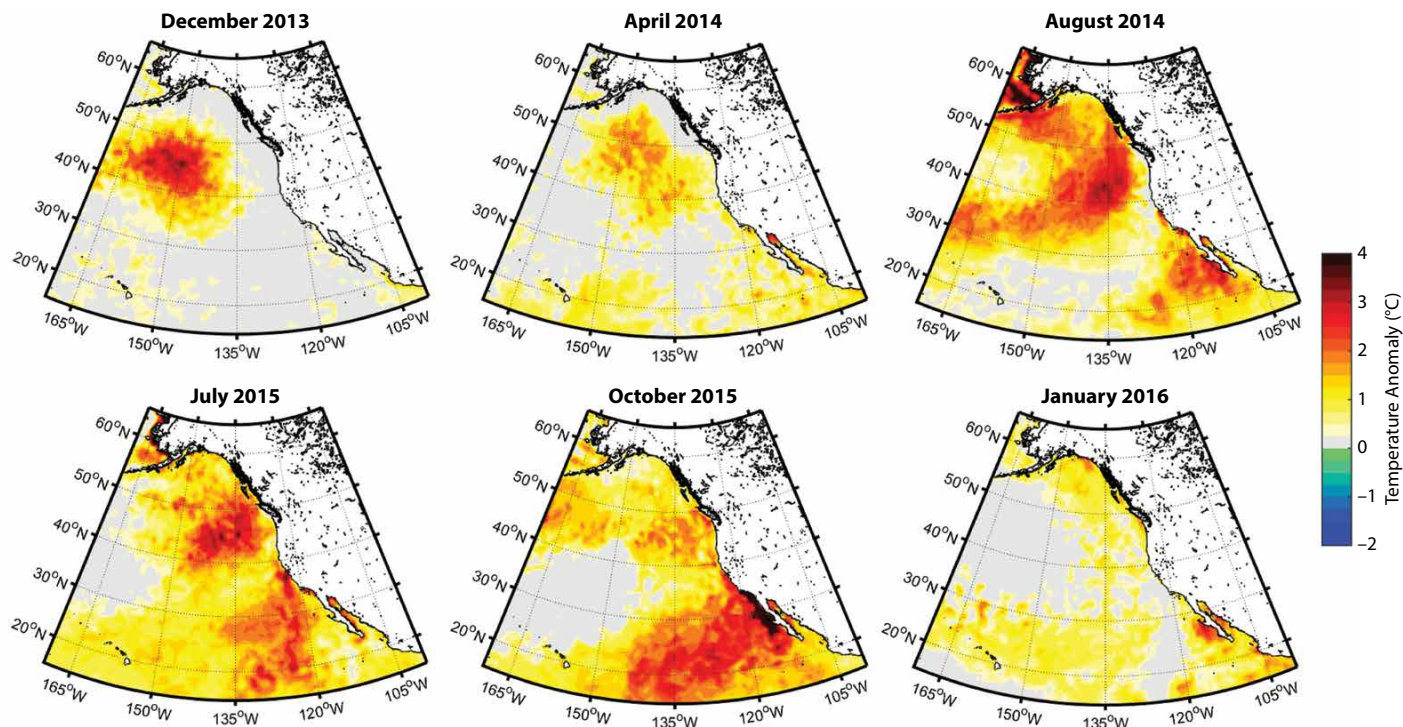 December 2013
60°N
50°N
40°N
30°N
20°N
165°W
150°W
135°W
120°W
105°W
April 2014
60°N
50°N
40°N
30°N
20°N
165°W
150°W
135°W
120°W
105°W
August 2014
60°N
50°N
40°N
30°N
20°N
165°W
150°W
135°W
120°W
105°W
4
3
2
1
0
–1
–2
Temperature Anomaly (°C)
July 2015
60°N
50°N
40°N
30°N
20°N
165°W
150°W
135°W
120°W
105°W
October 2015
60°N
50°N
40°N
30°N
20°N
165°W
150°W
135°W
120°W
105°W
January 2016
60°N
50°N
40°N
30°N
20°N
165°W
150°W
135°W
120°W
105°W